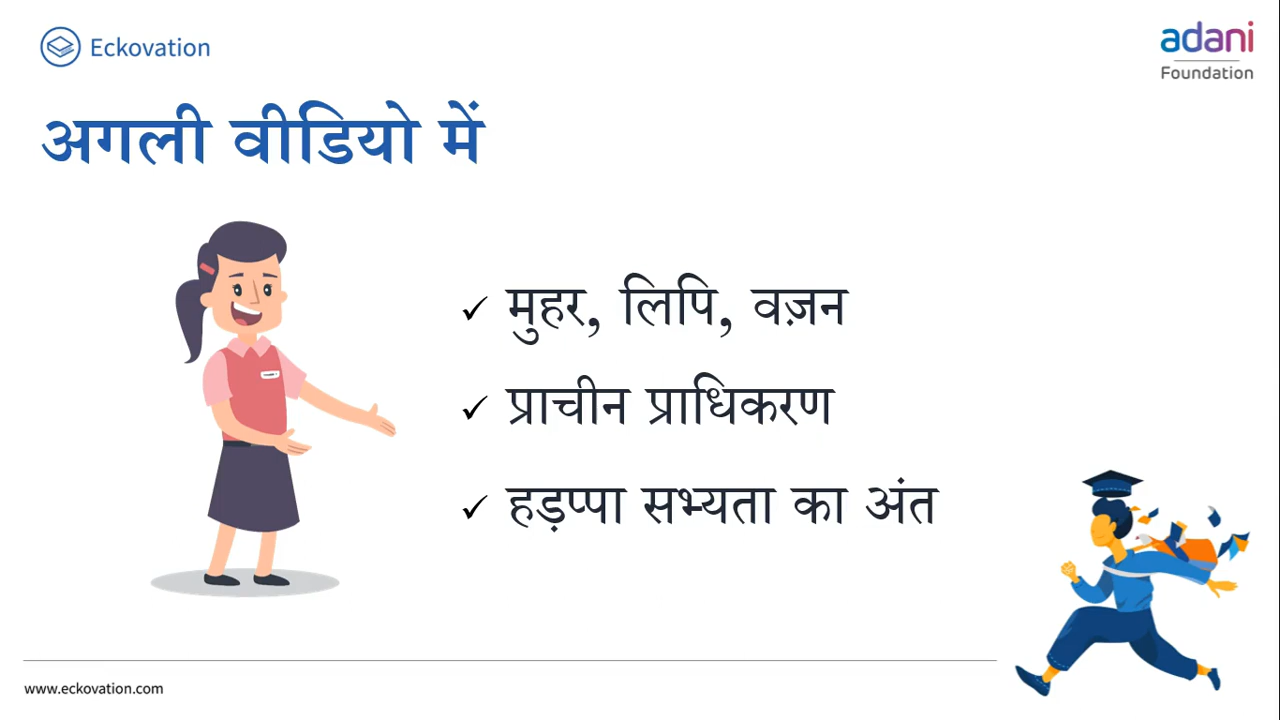 Eckovation
adani
Foundation
अगली वीडियो में
✓ मुहर, लिपि, वज़न
✓ प्राचीन प्राधिकरण
✓ हड़प्पा सभ्यता का अंत
www.eckovation.com